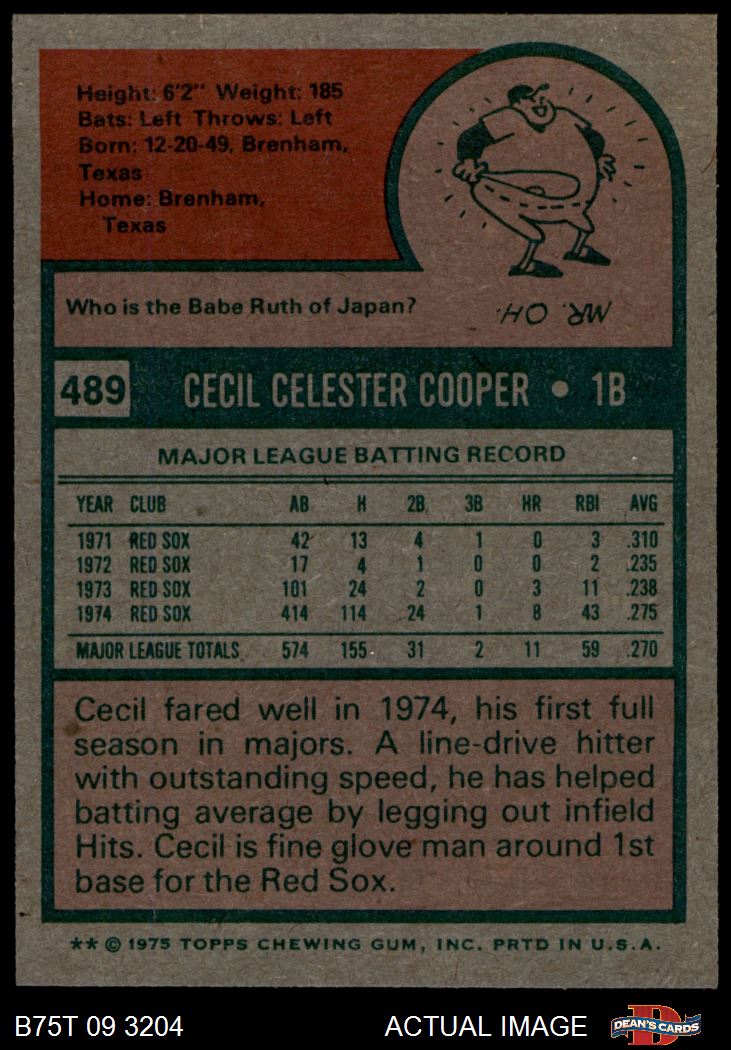 Height: 6'2" Weight: 185
Bats: Left Throws: Left
Born: 12-20-49, Brenham,
Texas
Home: Brenham,
Texas
Who is the Babe Ruth of Japan?
MR. OH.
489 CECIL CELESTER COOPER • 1B
MAJOR LEAGUE BATTING RECORD
YEAR CLUB AB H 2B 3B HR RBI AVG
1971 RED SOX 42 13 4 1 0 3 .310
1972 RED SOX 17 4 1 0 0 2 .235
1973 RED SOX 101 24 2 0 3 11 .238
1974 RED SOX 414 114 24 1 8 43 .275
MAJOR LEAGUE TOTALS 574 155 31 2 11 59 .270
Cecil fared well in 1974, his first full
season in majors. A line-drive hitter
with outstanding speed, he has helped
batting average by legging out infield
Hits. Cecil is fine glove man around 1st
base for the Red Sox.
** © 1975 TOPPS CHEWING GUM, INC. PRTD IN U.S.A.
B75T 09 3204 ACTUAL IMAGE D DEAN'S CARDS